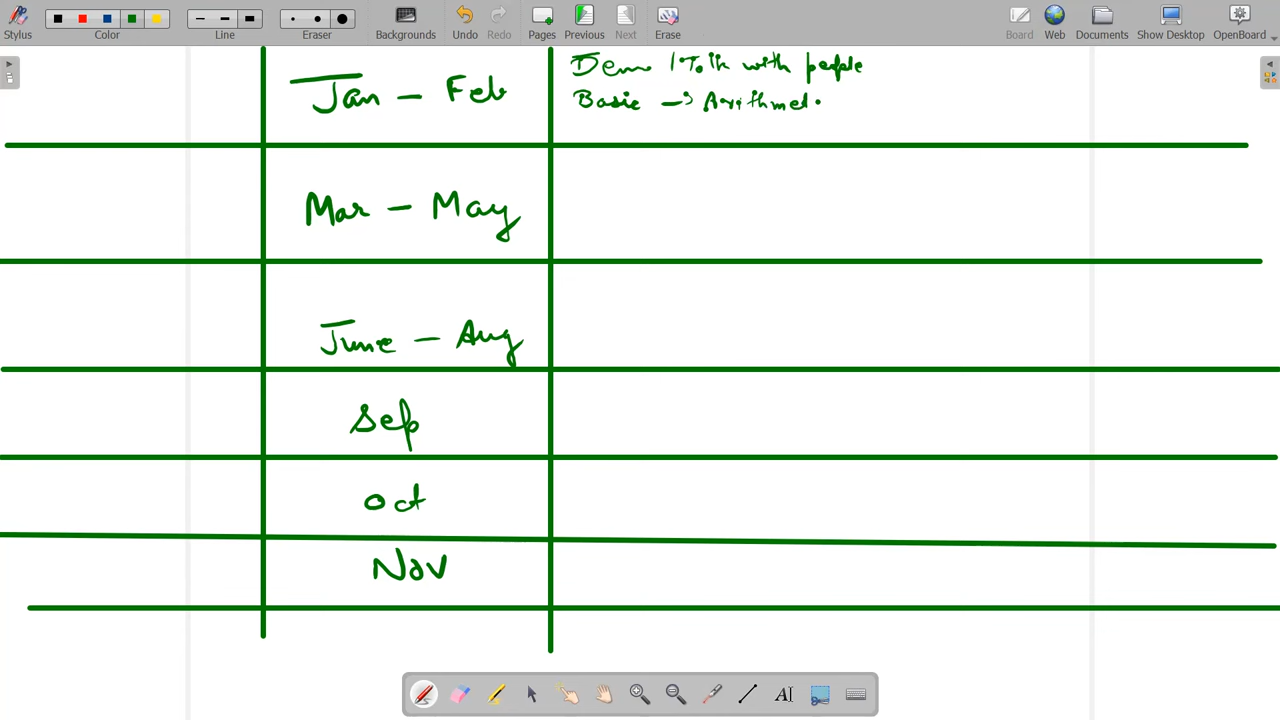 Stylus
Color
Line
Eraser
Backgrounds
Undo
Redo
Pages
Previous
Next
Erase
Board
Web
Documents
Show Desktop
OpenBoard
Jan - Feb
Demo / Talk with people
Basic -> Arithmet.
Mar - May
June - Aug
Sep
Oct
Nov